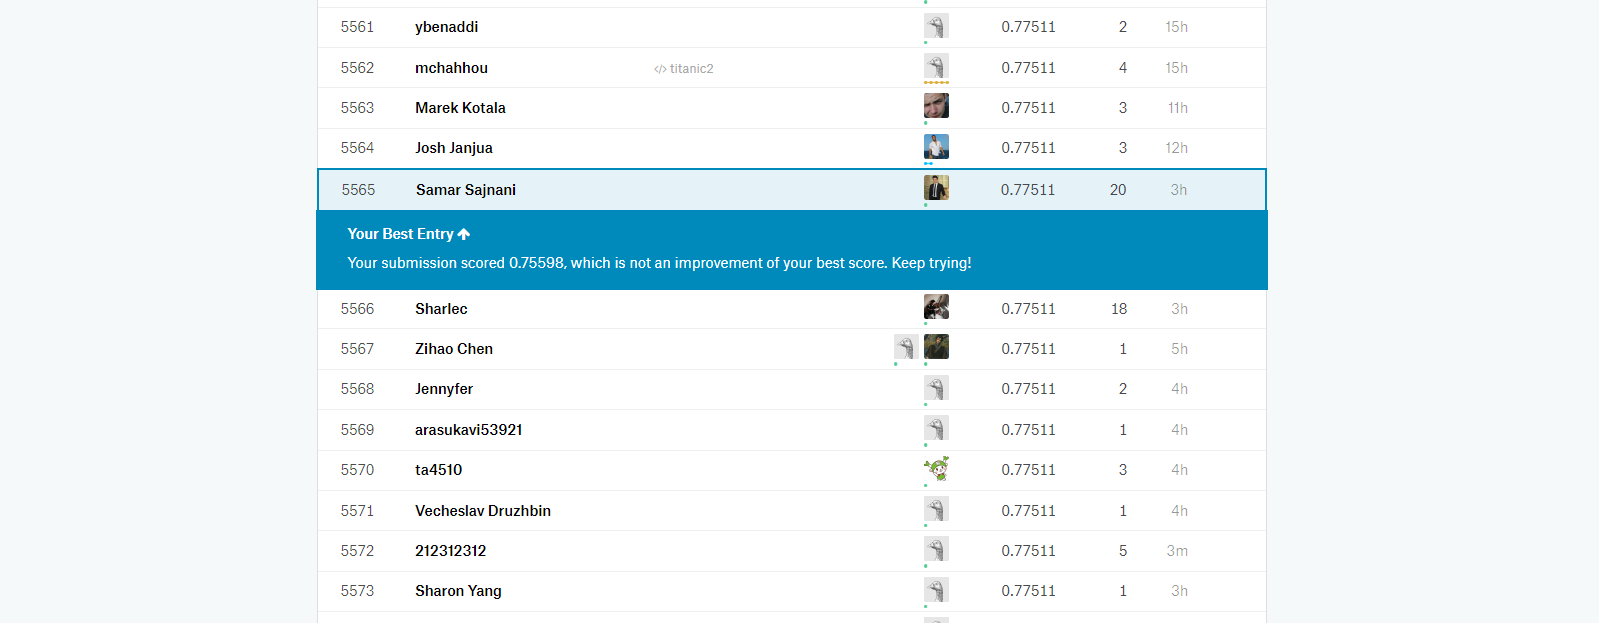 5561 ybenaddi 0.77511 2 15h
5562 mchahhou </> titanic2 0.77511 4 15h
5563 Marek Kotala 0.77511 3 11h
5564 Josh Janjua 0.77511 3 12h
5565 Samar Sajnani 0.77511 20 3h
Your Best Entry
Your submission scored 0.75598, which is not an improvement of your best score. Keep trying!
5566 Sharlec 0.77511 18 3h
5567 Zihao Chen 0.77511 1 5h
5568 Jennyfer 0.77511 2 4h
5569 arasukavi53921 0.77511 1 4h
5570 ta4510 0.77511 3 4h
5571 Vecheslav Druzhbin 0.77511 1 4h
5572 212312312 0.77511 5 3m
5573 Sharon Yang 0.77511 1 3h